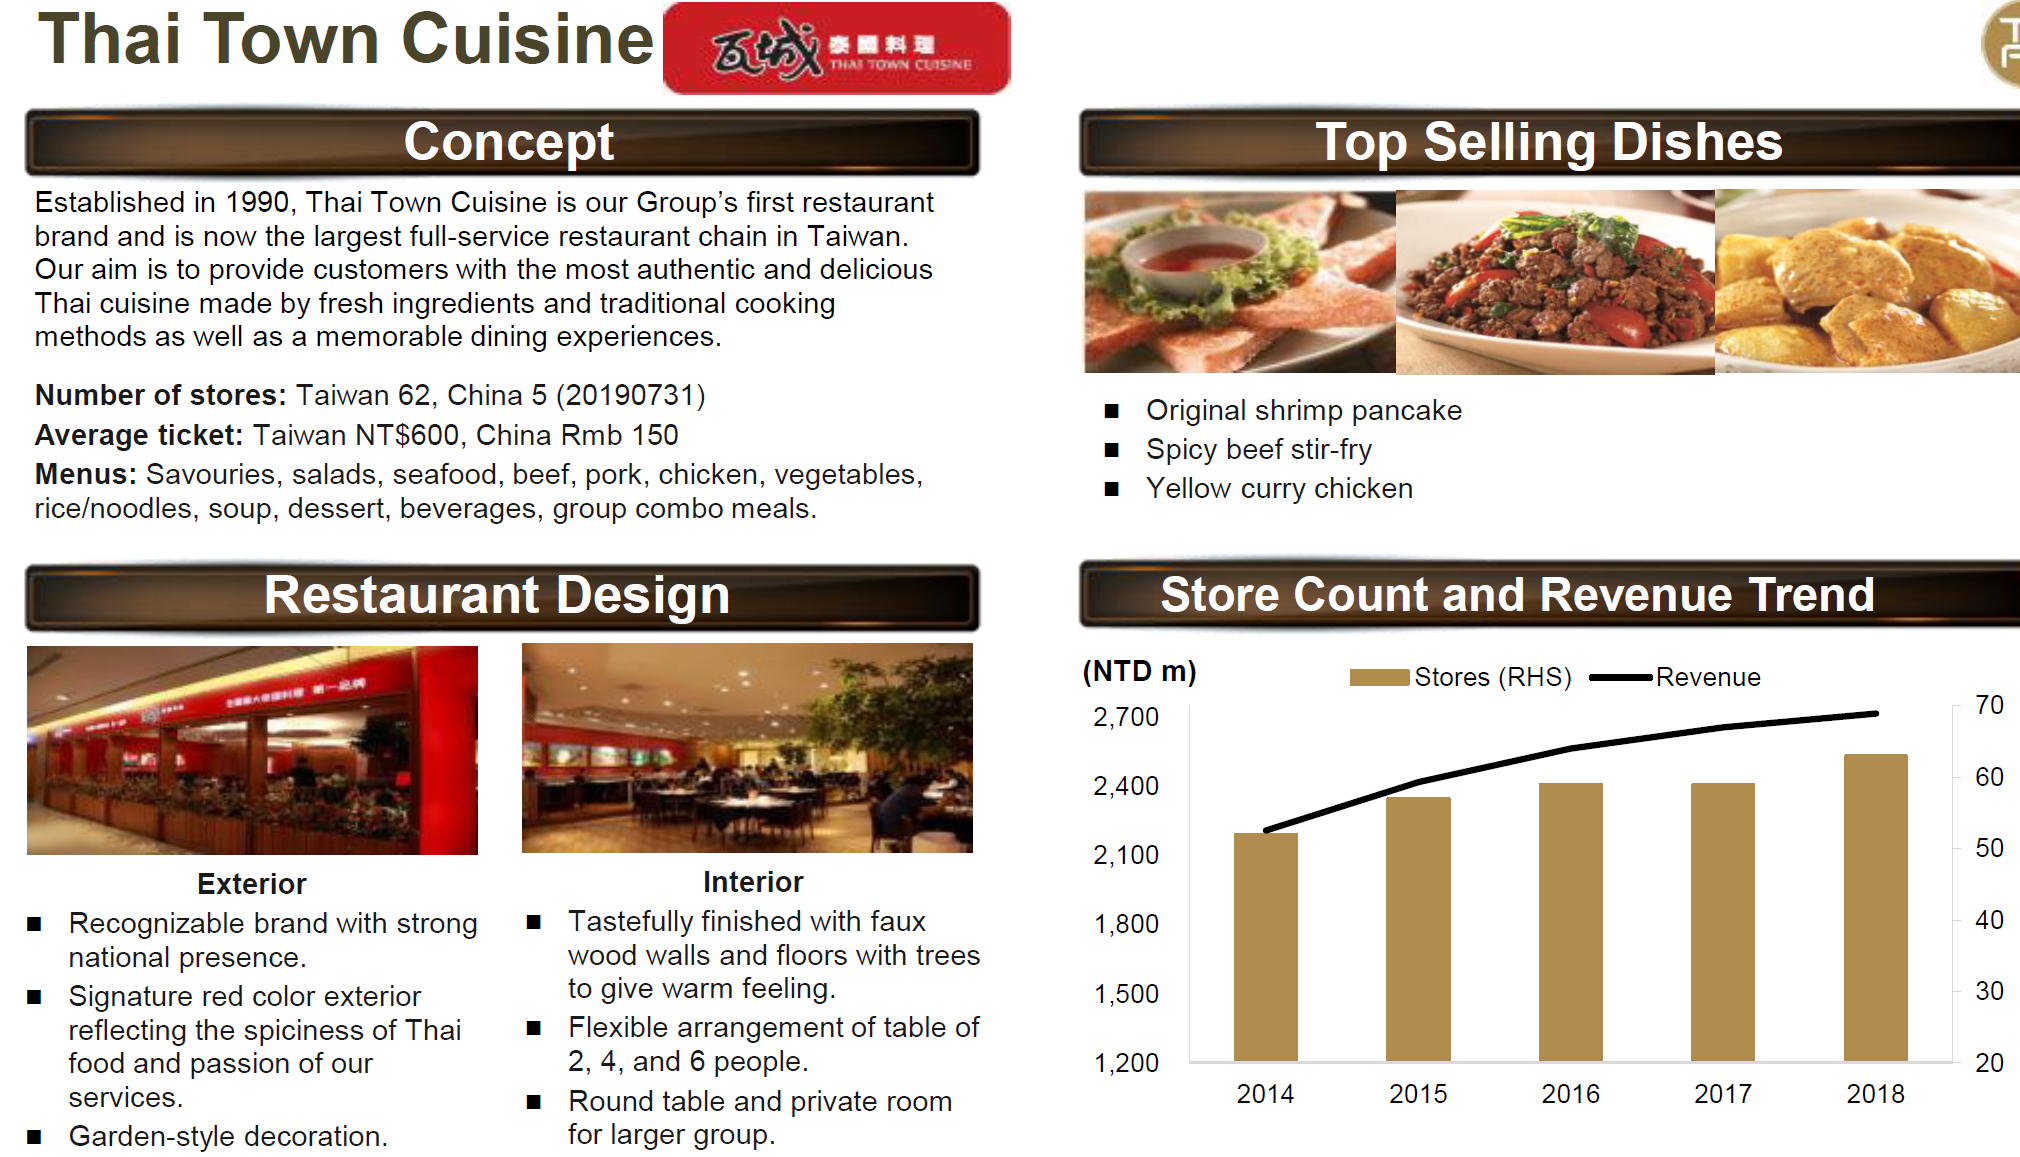 Thai Town Cuisine
瓦城 泰國料理
THAI TOWN CUISINE
Concept
Established in 1990, Thai Town Cuisine is our Group’s first restaurant
brand and is now the largest full-service restaurant chain in Taiwan.
Our aim is to provide customers with the most authentic and delicious
Thai cuisine made by fresh ingredients and traditional cooking
methods as well as a memorable dining experiences.
Number of stores: Taiwan 62, China 5 (20190731)
Average ticket: Taiwan NT$600, China Rmb 150
Menus: Savouries, salads, seafood, beef, pork, chicken, vegetables,
rice/noodles, soup, dessert, beverages, group combo meals.
Top Selling Dishes
■ Original shrimp pancake
■ Spicy beef stir-fry
■ Yellow curry chicken
Restaurant Design
第一品牌
Exterior
■ Recognizable brand with strong
national presence.
■ Signature red color exterior
reflecting the spiciness of Thai
food and passion of our
services.
■ Garden-style decoration.
Interior
■ Tastefully finished with faux
wood walls and floors with trees
to give warm feeling.
■ Flexible arrangement of table of
2, 4, and 6 people.
■ Round table and private room
for larger group.
Store Count and Revenue Trend
(NTD m)
Stores (RHS) Revenue
2,700
2,400
2,100
1,800
1,500
1,200
70
60
50
40
30
20
2014 2015 2016 2017 2018